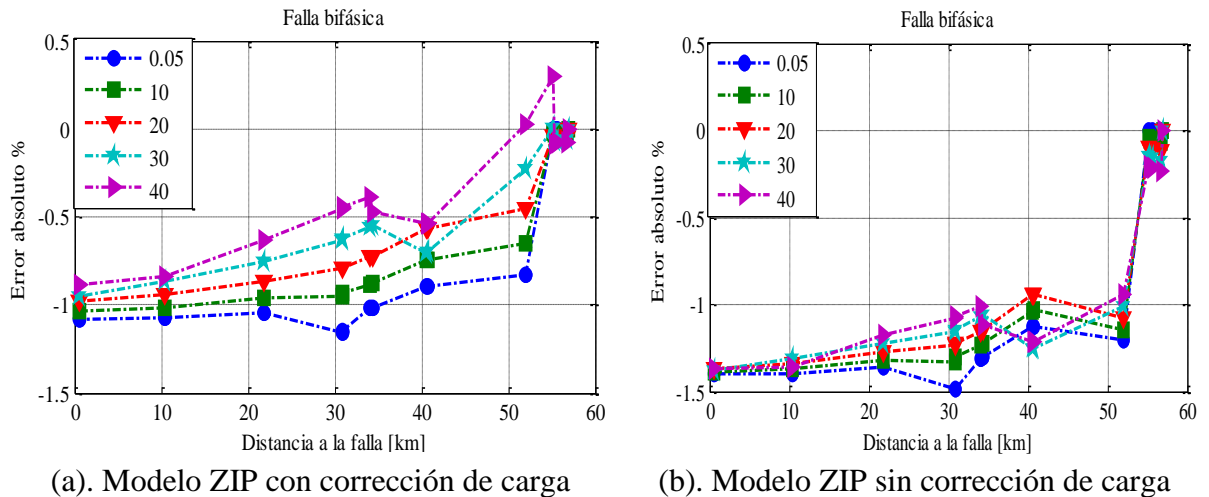 Falla bifásica
0.5
0
-0.5
-1
-1.5
Error absoluto %
0.05
10
20
30
40
0 10 20 30 40 50 60
Distancia a la falla [km]
(a). Modelo ZIP con corrección de carga
Falla bifásica
0.5
0
-0.5
-1
-1.5
Error absoluto %
0.05
10
20
30
40
0 10 20 30 40 50 60
Distancia a la falla [km]
(b). Modelo ZIP sin corrección de carga